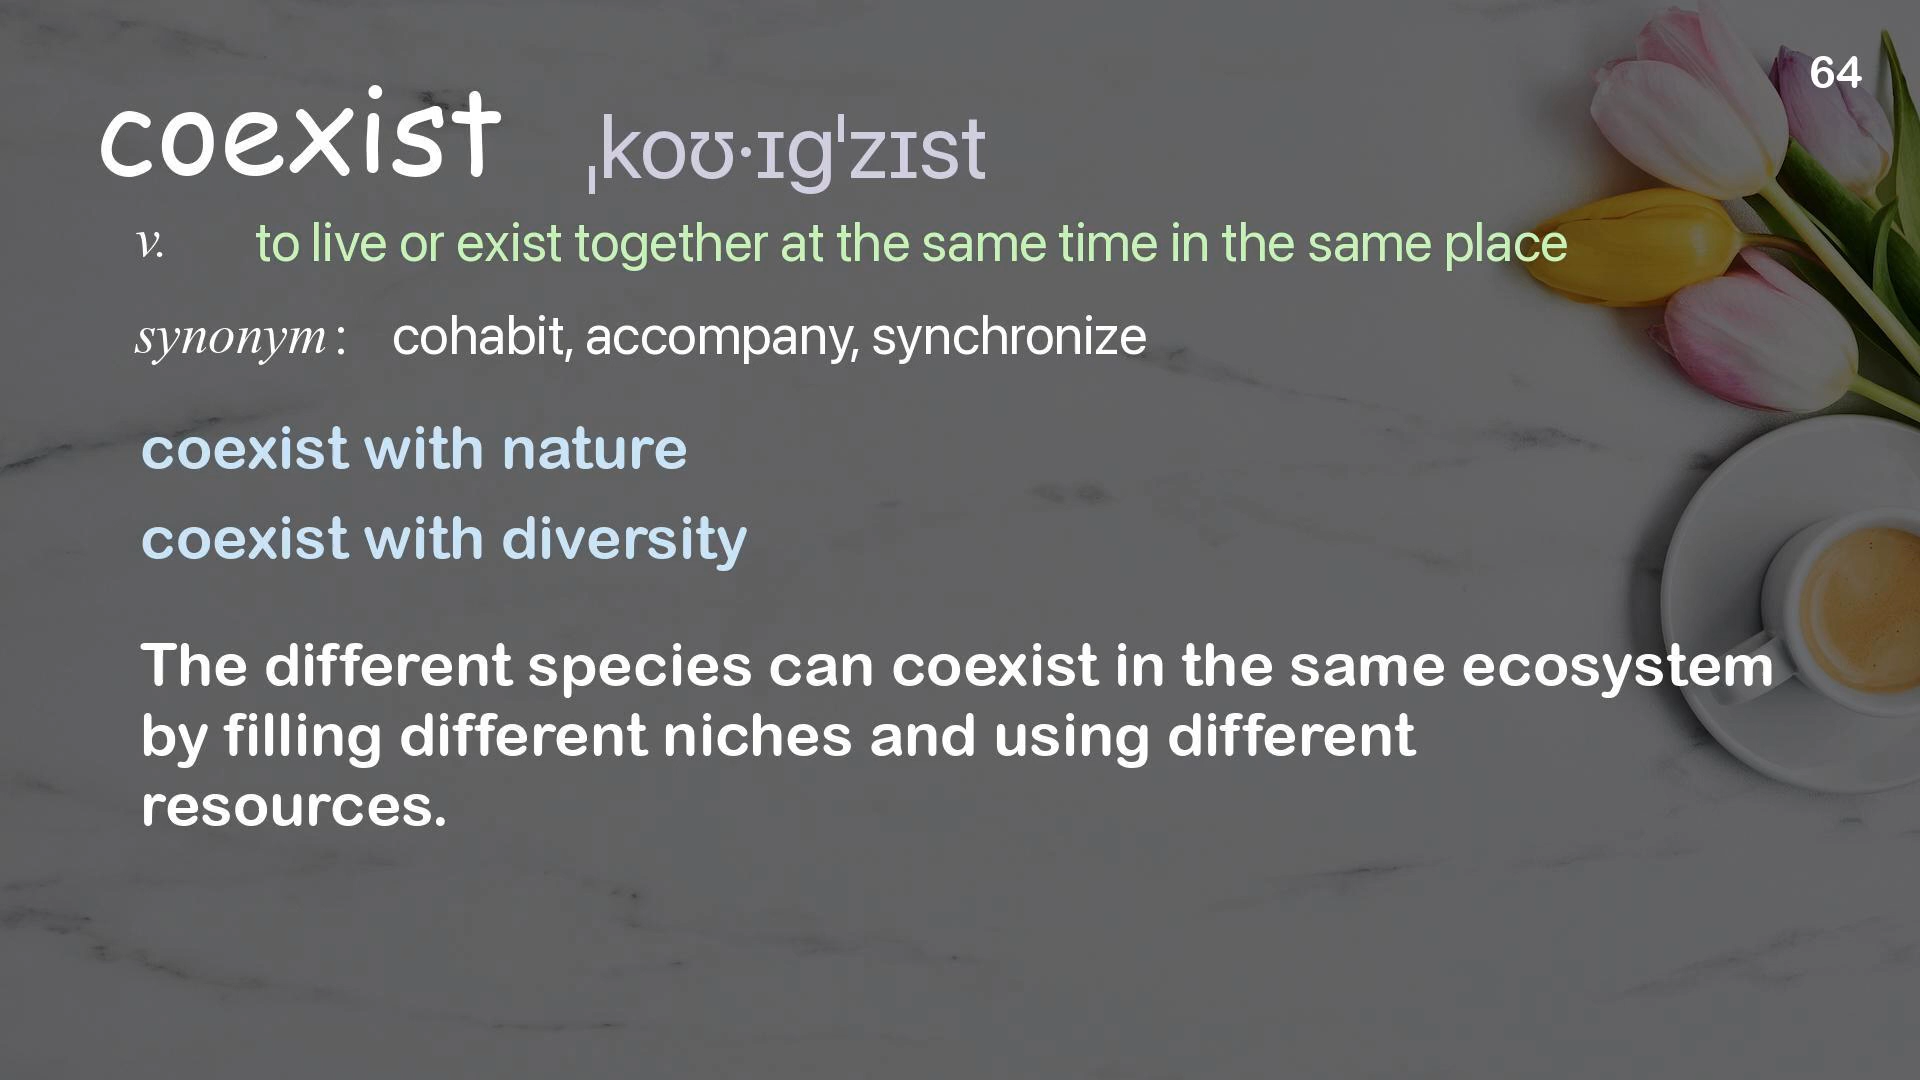 64
coexist ˌkoʊ·ɪgˈzɪst
v. to live or exist together at the same time in the same place
synonym : cohabit, accompany, synchronize
coexist with nature
coexist with diversity
The different species can coexist in the same ecosystem
by filling different niches and using different
resources.